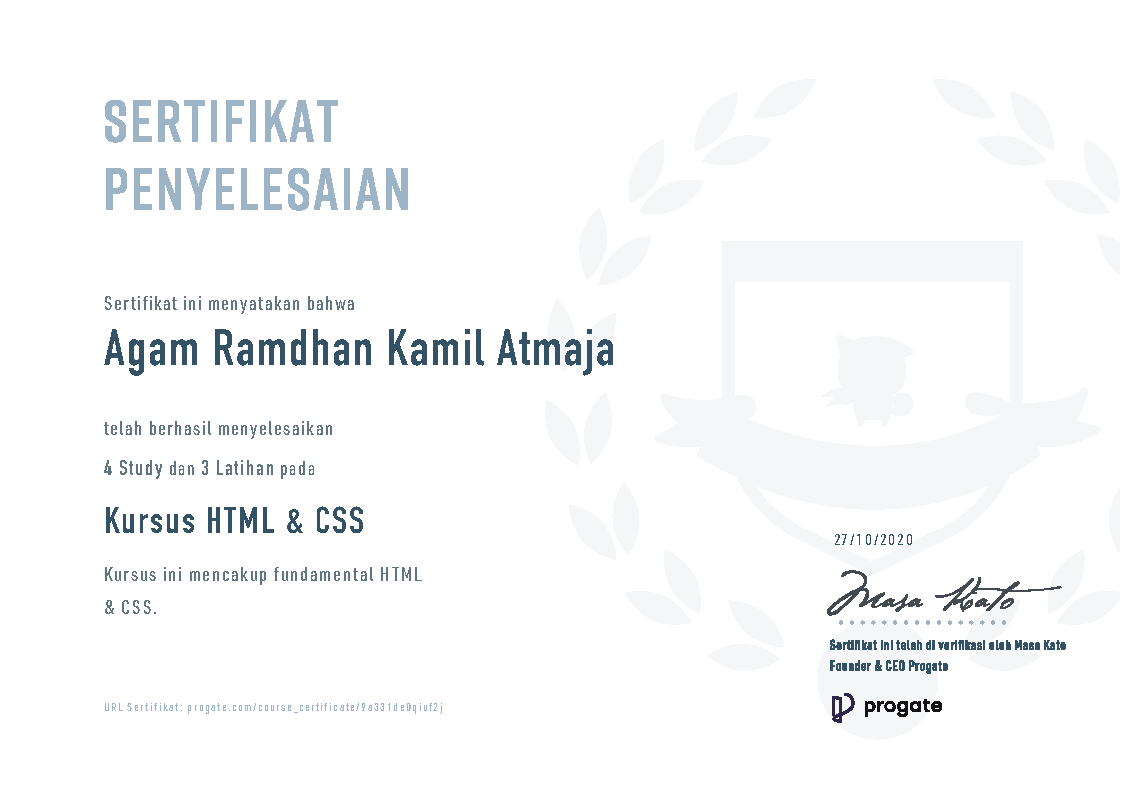 SERTIFIKAT
PENYELESAIAN
Sertifikat ini menyatakan bahwa
Agam Ramdhan Kamil Atmaja
telah berhasil menyelesaikan
4 Study dan 3 Latihan pada
Kursus HTML & CSS
Kursus ini mencakup fundamental HTML
& CSS.
27/10/2020
Masa Kato
Sertifikat ini telah di verifikasi oleh Masa Kato
Founder & CEO Progate
URL Sertifikat: progate.com/course_certificate/9a331de0qiuf2j
progate